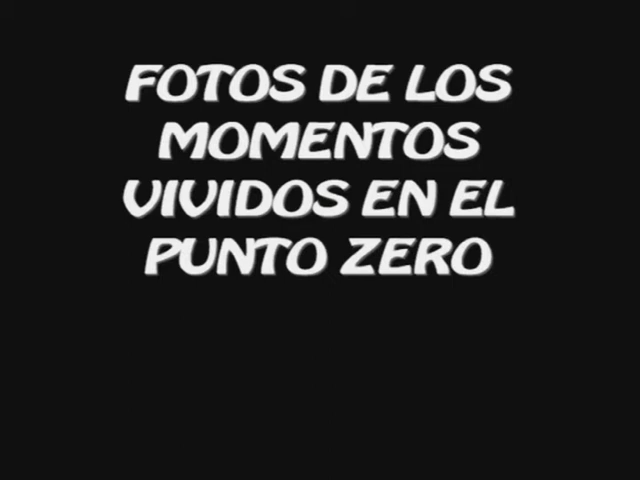 FOTOS DE LOS
MOMENTOS
VIVIDOS EN EL
PUNTO ZERO